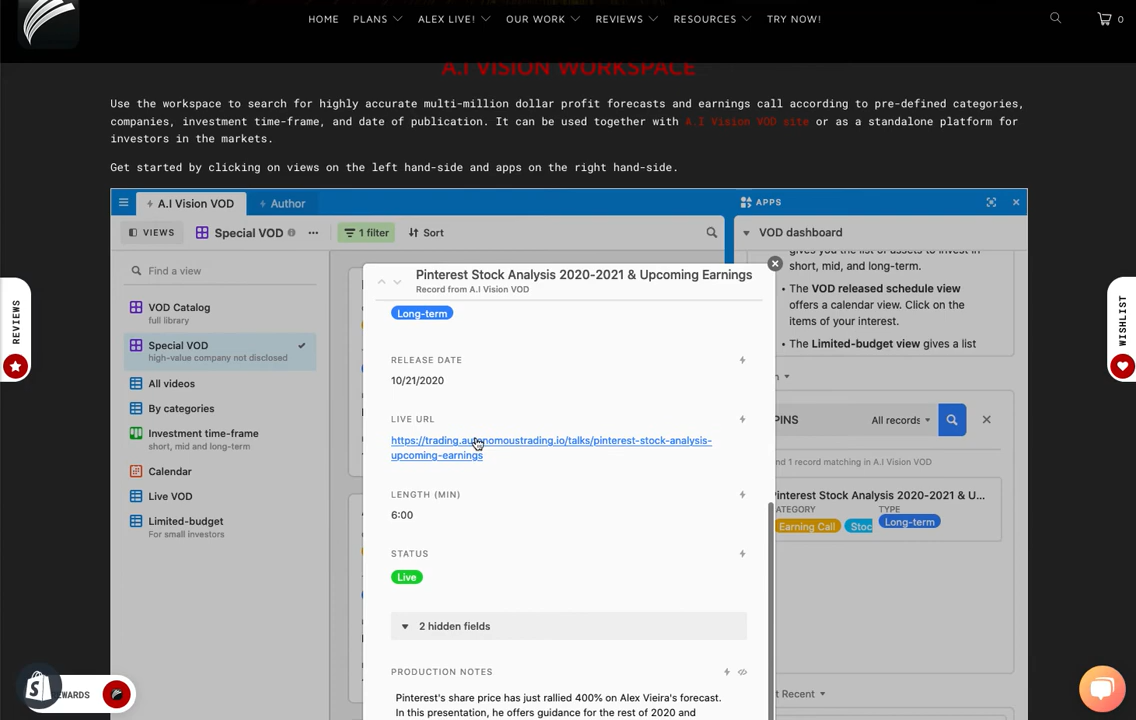 HOME PLANS ALEX LIVE! OUR WORK REVIEWS RESOURCES TRY NOW! 0
A.I VISION WORKSPACE
Use the workspace to search for highly accurate multi-million dollar profit forecasts and earnings call according to pre-defined categories,
companies, investment time-frame, and date of publication. It can be used together with A.I Vision VOD site or as a standalone platform for
investors in the markets.
Get started by clicking on views on the left hand-side and apps on the right hand-side.
A.I Vision VOD
Author
APPS
VIEWS
Special VOD
1 filter
Sort
VOD dashboard
Find a view
VOD Catalog
full library
Special VOD
high-value company not disclosed
All videos
By categories
Investment time-frame
short, mid and long-term
Calendar
Live VOD
Limited-budget
For small investors
Pinterest Stock Analysis 2020-2021 & Upcoming Earnings
Record from A.I Vision VOD
Long-term
RELEASE DATE
10/21/2020
LIVE URL
https://trading.au nomoustrading.io/talks/pinterest-stock-analysis-
upcoming-earnings
LENGTH (MIN)
6:00
STATUS
Live
2 hidden fields
PRODUCTION NOTES
Pinterest's share price has just rallied 400% on Alex Vieira's forecast.
In this presentation, he offers guidance for the rest of 2020 and
gives you the list of assets to invest in
short, mid, and long-term.
• The VOD released schedule view
offers a calendar view. Click on the
items of your interest.
• The Limited-budget view gives a list
PINS
All records
nd 1 record matching in A.I Vision VOD
Pinterest Stock Analysis 2020-2021 & U...
ATEGORY TYPE
Earning Call Stoc Long-term
t Recent
REVIEWS
WISHLIST
EWARDS